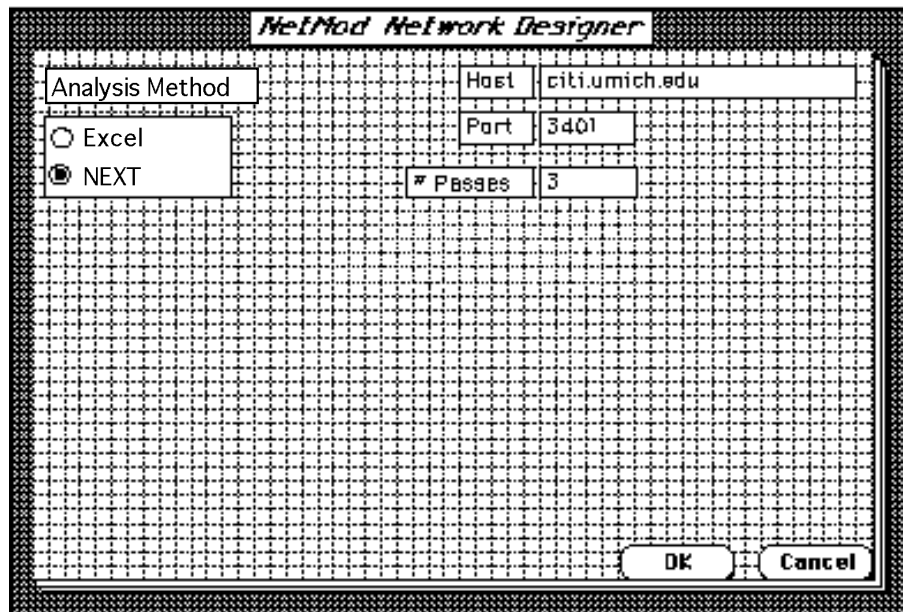 NetMod Network Designer
Analysis Method
Excel
NEXT
Host citi.umich.edu
Port 3401
# Passes 3
OK Cancel